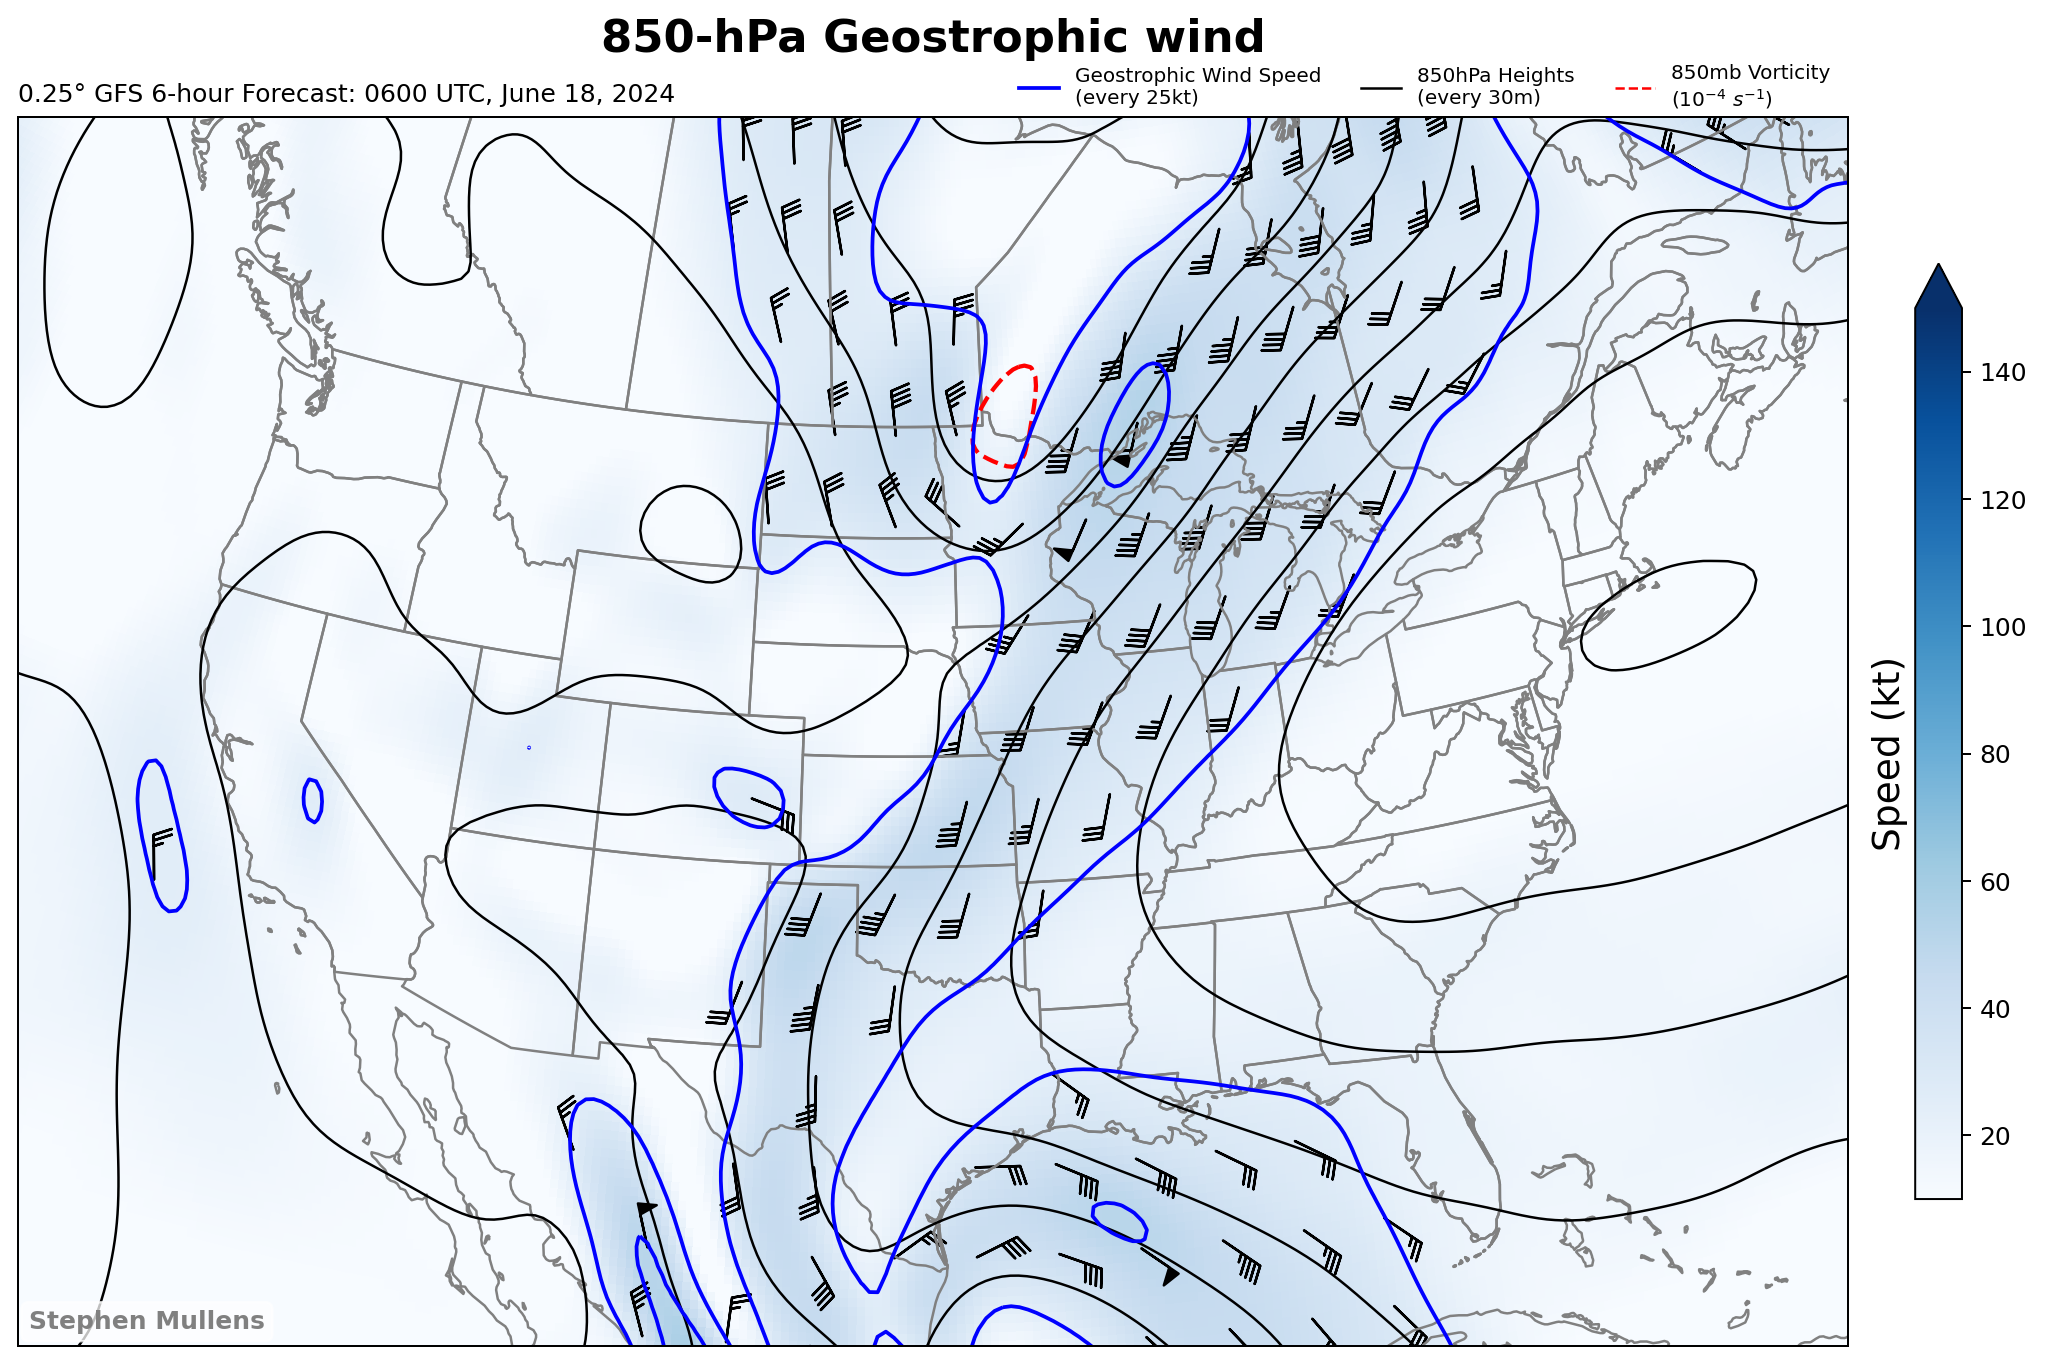 850-hPa Geostrophic wind
0.25° GFS 6-hour Forecast: 0600 UTC, June 18, 2024
Geostrophic Wind Speed
(every 25kt)
850hPa Heights
(every 30m)
850mb Vorticity
(10⁻⁴ s⁻¹)
140
120
100
80
60
40
20
Speed (kt)
Stephen Mullens